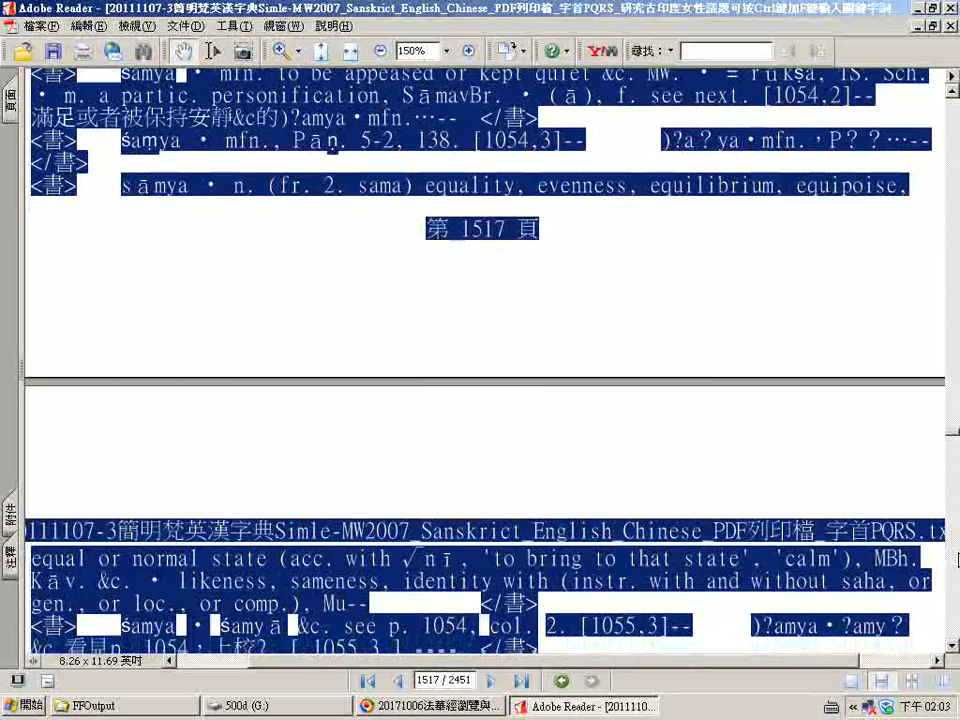 Adobe Reader - [20111107-3簡明梵英漢字典Simle-MW2007_Sanskrict_English_Chinese_PDF列印檔_字首PQRS_研究古印度女性議題可按Ctrl鍵加F鍵輸入關鍵字詞
檔案(F) 編輯(E) 檢視(V) 文件(D) 工具(T) 視窗(W) 說明(H)
150% Y! 尋找：
頁面
<書> śamya • mfn. to be appeased or kept quiet &c. MW. • = rūkṣa, TS. Sch.
• m. a partic. personification, SāmavBr. • (ā), f. see next. [1054,2]--
滿足或者被保持安靜&c的)?amya•mfn.…-- </書>
<書> śaṃya • mfn., Pāṇ. 5-2, 138. [1054,3]-- )?a?ya•mfn.，P??…--
</書>
<書> sāmya • n. (fr. 2. sama) equality, evenness, equilibrium, equipoise,
第 1517 頁
111107-3簡明梵英漢字典Simle-MW2007_Sanskrict_English_Chinese_PDF列印檔_字首PQRS.tx
equal or normal state (acc. with √nī, 'to bring to that state', 'calm'), MBh.
Kāv. &c. • likeness, sameness, identity with (instr. with and without saha, or
gen., or loc., or comp.), Mu-- </書>
<書> śamya • śamyā &c. see p. 1054, col. 2. [1055,3]-- )?amya•?amy?
附件
註釋
8.26 x 11.69 英吋
1517 / 2451
開始 FFOutput 500d (G:) 20171006法華經瀏覽與... Adobe Reader - [2011110... 下午 02:03